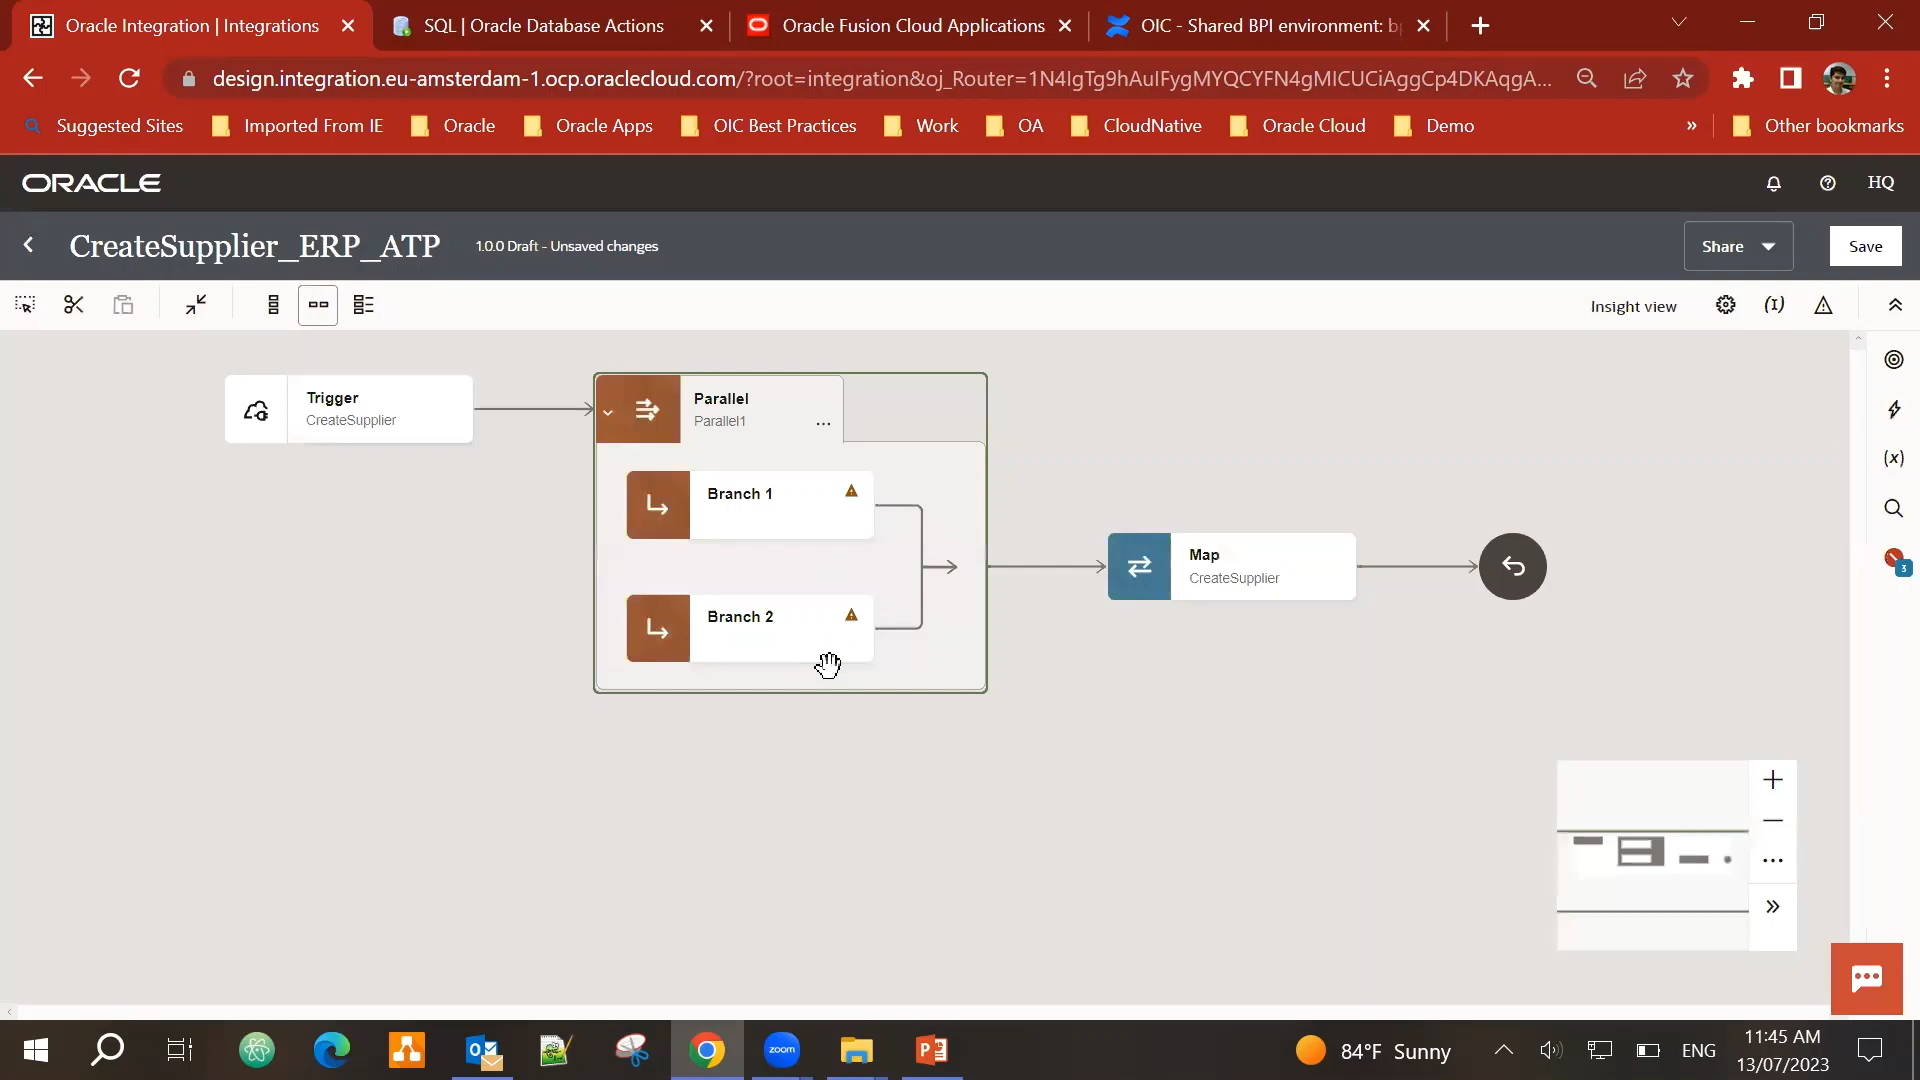 Oracle Integration | Integrations
SQL | Oracle Database Actions
Oracle Fusion Cloud Applications
OIC - Shared BPI environment: b
design.integration.eu-amsterdam-1.ocp.oraclecloud.com/?root=integration&oj_Router=1N4IgTg9hAuIFygMYQCYFN4gMICUCiAggCp4DKAqgA...
Suggested Sites
Imported From IE
Oracle
Oracle Apps
OIC Best Practices
Work
OA
CloudNative
Oracle Cloud
Demo
»
Other bookmarks
ORACLE
HQ
CreateSupplier_ERP_ATP
1.0.0 Draft - Unsaved changes
Share
Save
Insight view
Trigger
CreateSupplier
Parallel
Parallel1
Branch 1
Branch 2
Map
CreateSupplier
(x)
3
zoom
84°F Sunny
ENG
11:45 AM
13/07/2023